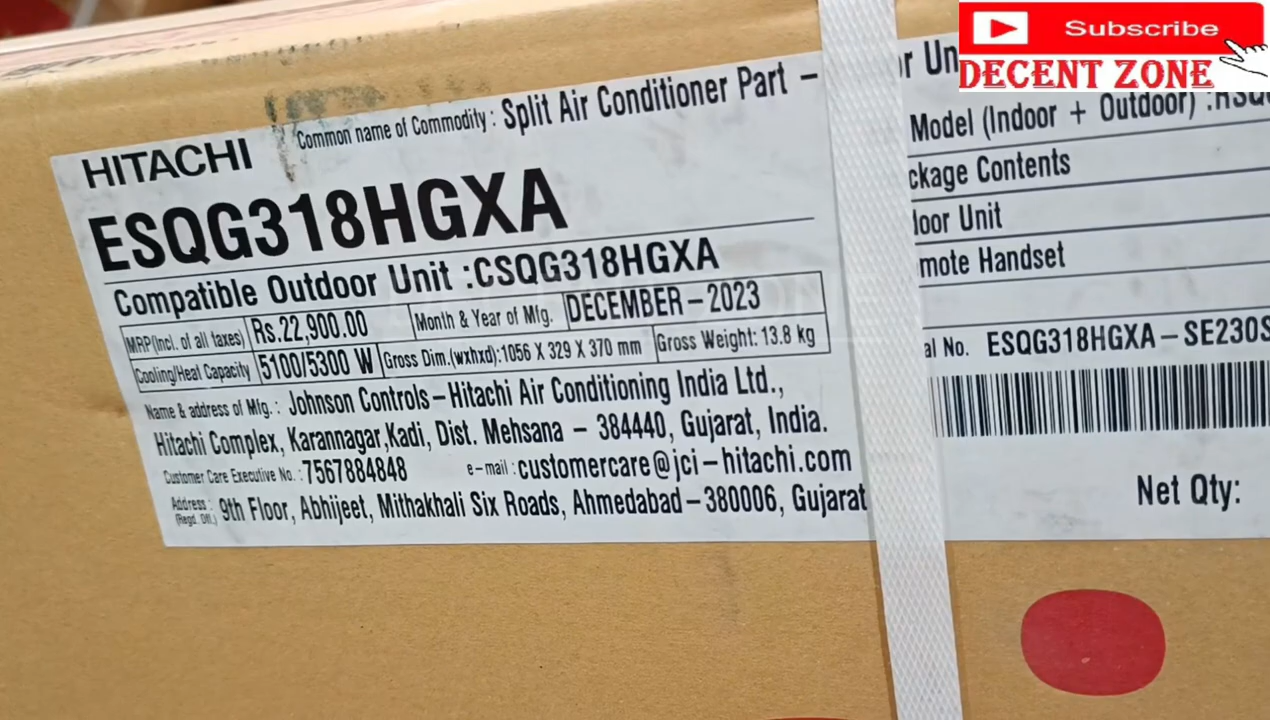 Subscribe
DECENT ZONE
HITACHI
Common name of Commodity : Split Air Conditioner Part –
ESQG318HGXA
Compatible Outdoor Unit :CSQG318HGXA
MRP(Incl. of all taxes) Rs.22,900.00 Month & Year of Mfg. DECEMBER – 2023
Cooling/Heat Capacity 5100/5300 W Gross Dim.(wxhxd):1056 X 329 X 370 mm Gross Weight: 13.8 kg
Name & address of Mfg. : Johnson Controls – Hitachi Air Conditioning India Ltd.,
Hitachi Complex, Karannagar,Kadi, Dist. Mehsana – 384440, Gujarat, India.
Customer Care Executive No. : 7567884848 e-mail : customercare@jci-hitachi.com
Address : (Regd. Off.) 9th Floor, Abhijeet, Mithakhali Six Roads, Ahmedabad – 380006, Gujarat
Model (Indoor + Outdoor) :
ckage Contents
door Unit
mote Handset
al No. ESQG318HGXA – SE230S
Net Qty: